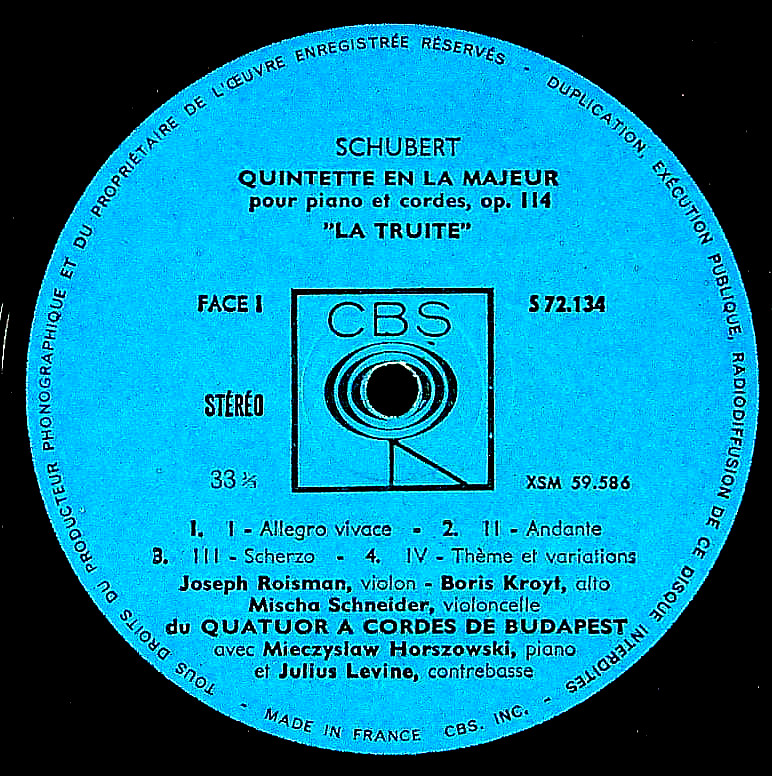 TOUS DROITS DU PRODUCTEUR PHONOGRAPHIQUE ET DU PROPRIÉTAIRE DE L'ŒUVRE ENREGISTRÉE RÉSERVÉS - DUPLICATION, EXÉCUTION PUBLIQUE, RADIODIFFUSION DE CE DISQUE INTERDITES -
SCHUBERT
QUINTETTE EN LA MAJEUR
pour piano et cordes, op. 114
"LA TRUITE"
FACE I
S 72.134
CBS
STÉRÉO
33 ⅓
XSM 59.586
1. I - Allegro vivace - 2. II - Andante
3. III - Scherzo - 4. IV - Thème et variations
Joseph Roisman, violon - Boris Kroyt, alto
Mischa Schneider, violoncelle
du QUATUOR A CORDES DE BUDAPEST
avec Mieczyslaw Horszowski, piano
et Julius Levine, contrebasse
MADE IN FRANCE CBS. INC. -